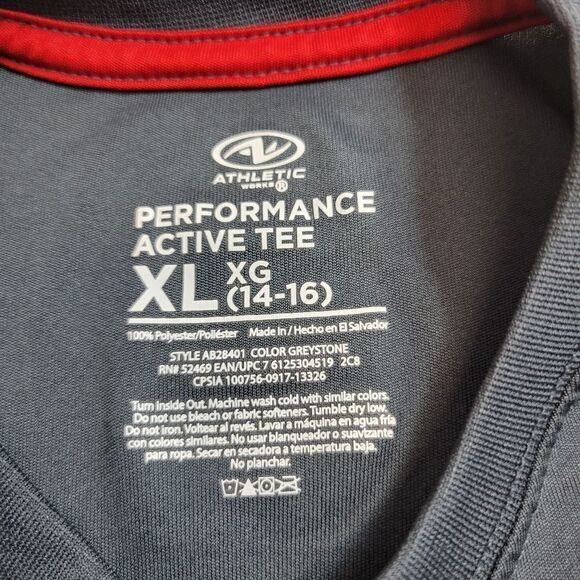 ATHLETIC
WORKS®
PERFORMANCE
ACTIVE TEE
XL XG
(14-16)
100% Polyester/Poliéster Made in / Hecho en El Salvador
STYLE AB28401 COLOR GREYSTONE
RN# 52469 EAN/UPC 7 6125304519 2C8
CPSIA 100756-0917-13326
Turn Inside Out. Machine wash cold with similar colors.
Do not use bleach or fabric softeners. Tumble dry low.
Do not iron. Voltear al revés. Lavar a máquina en agua fría
con colores similares. No usar blanqueador o suavizante
para ropa. Secar en secadora a temperatura baja.
No planchar.